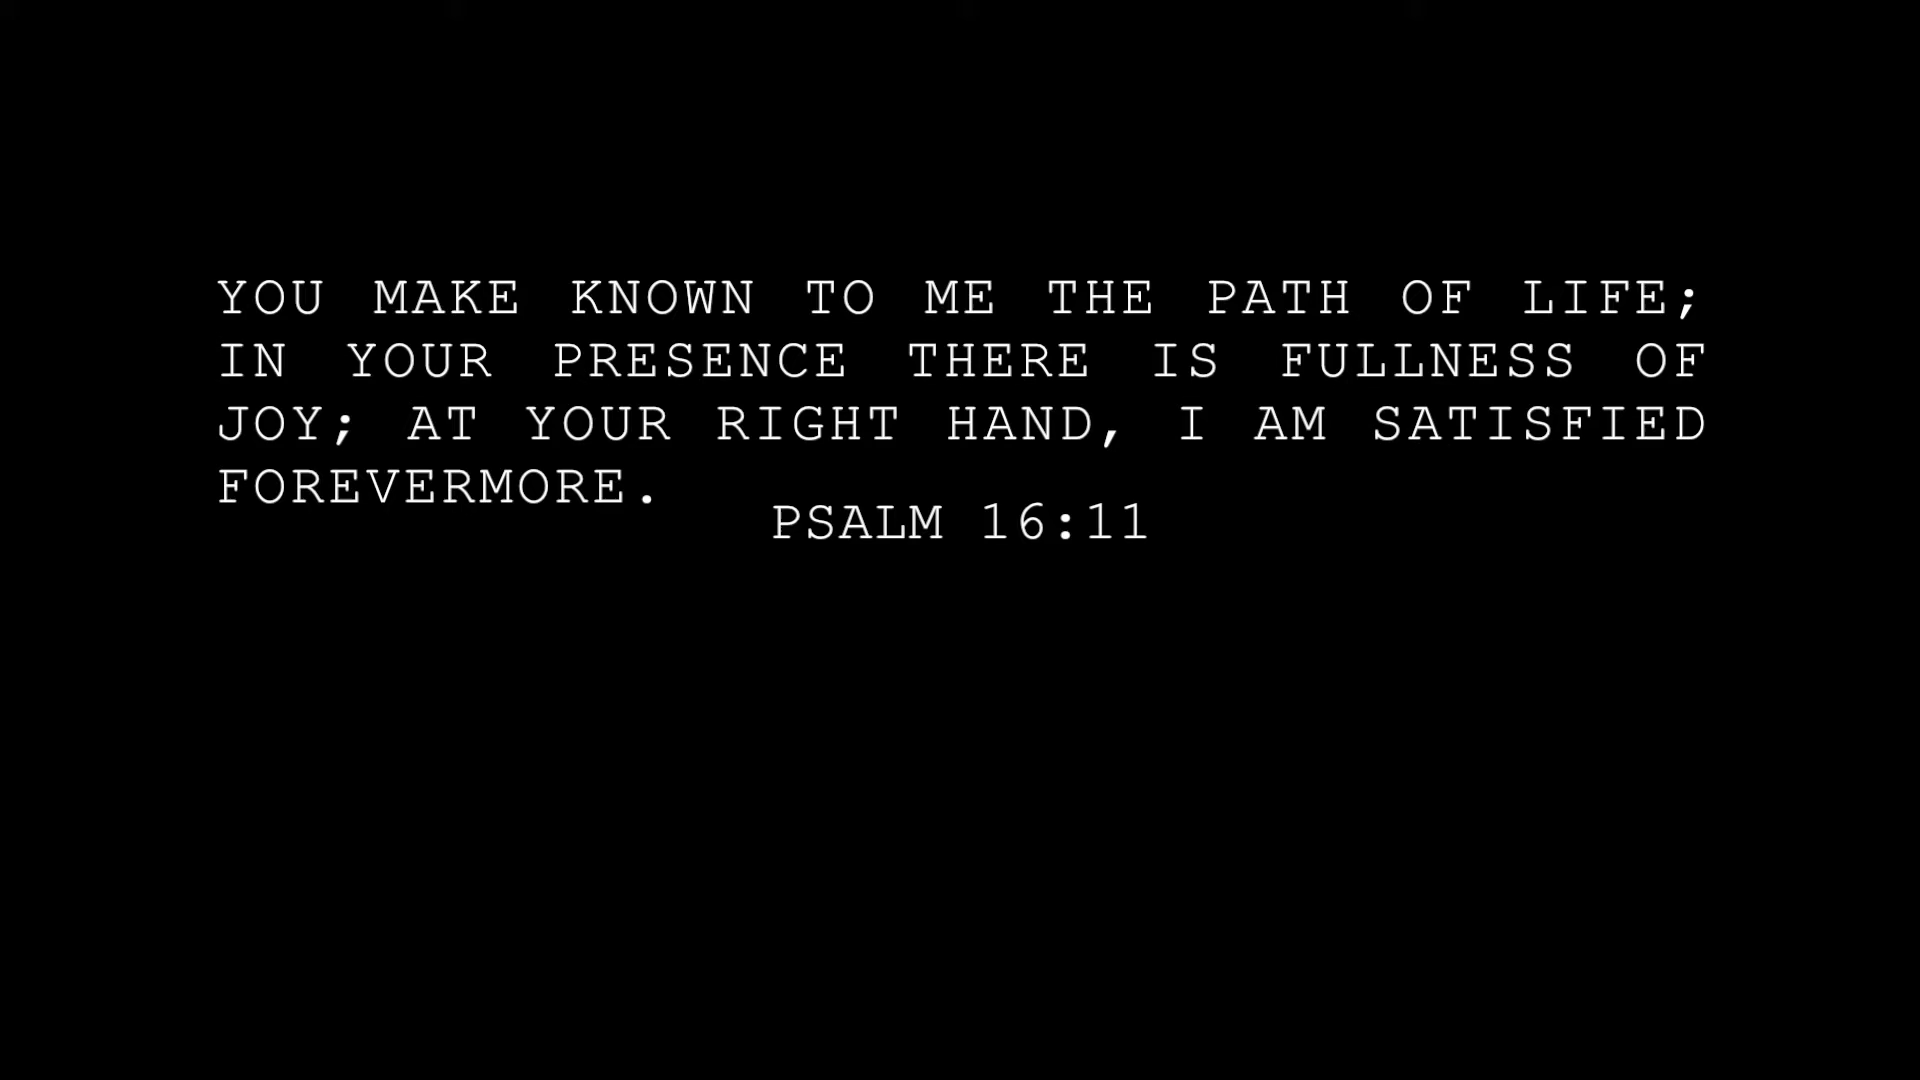 YOU MAKE KNOWN TO ME THE PATH OF LIFE;
IN YOUR PRESENCE THERE IS FULLNESS OF
JOY; AT YOUR RIGHT HAND, I AM SATISFIED
FOREVERMORE.
PSALM 16:11